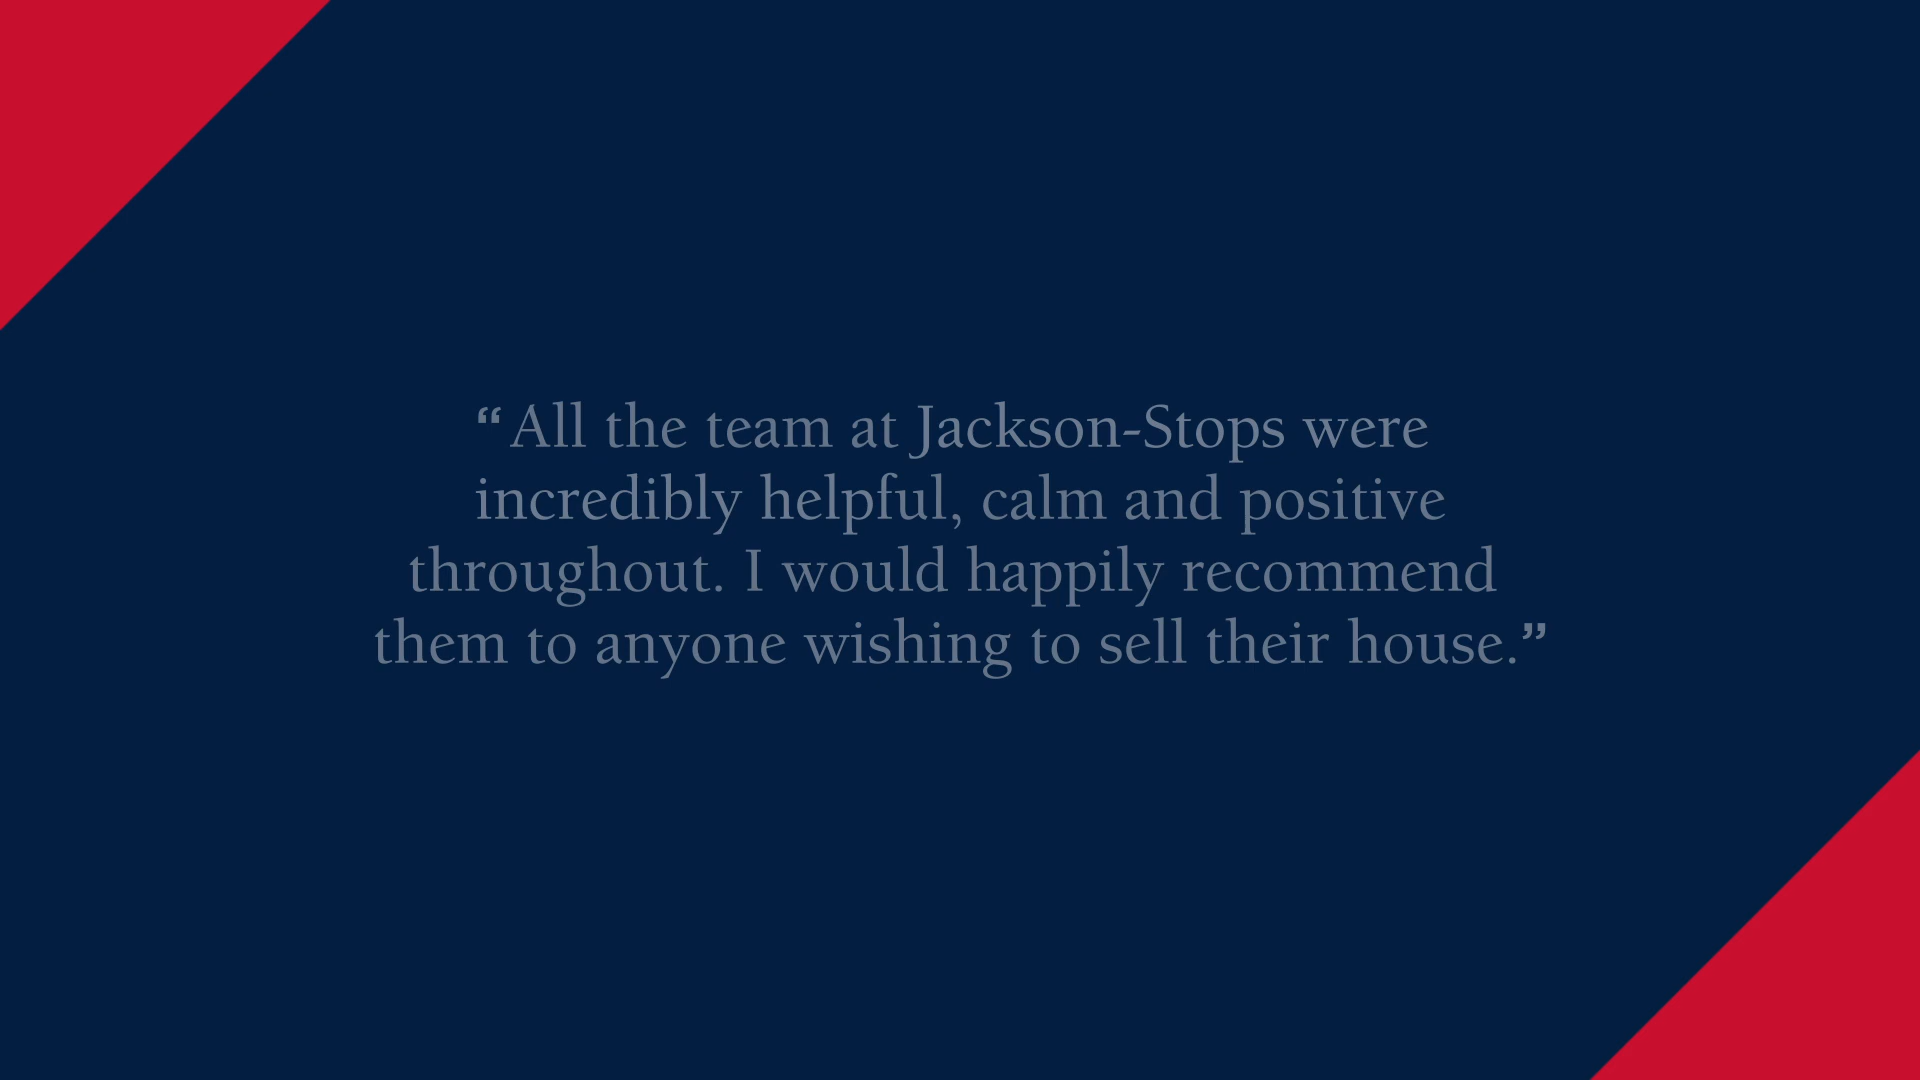 “All the team at Jackson-Stops were
incredibly helpful, calm and positive
throughout. I would happily recommend
them to anyone wishing to sell their house.”